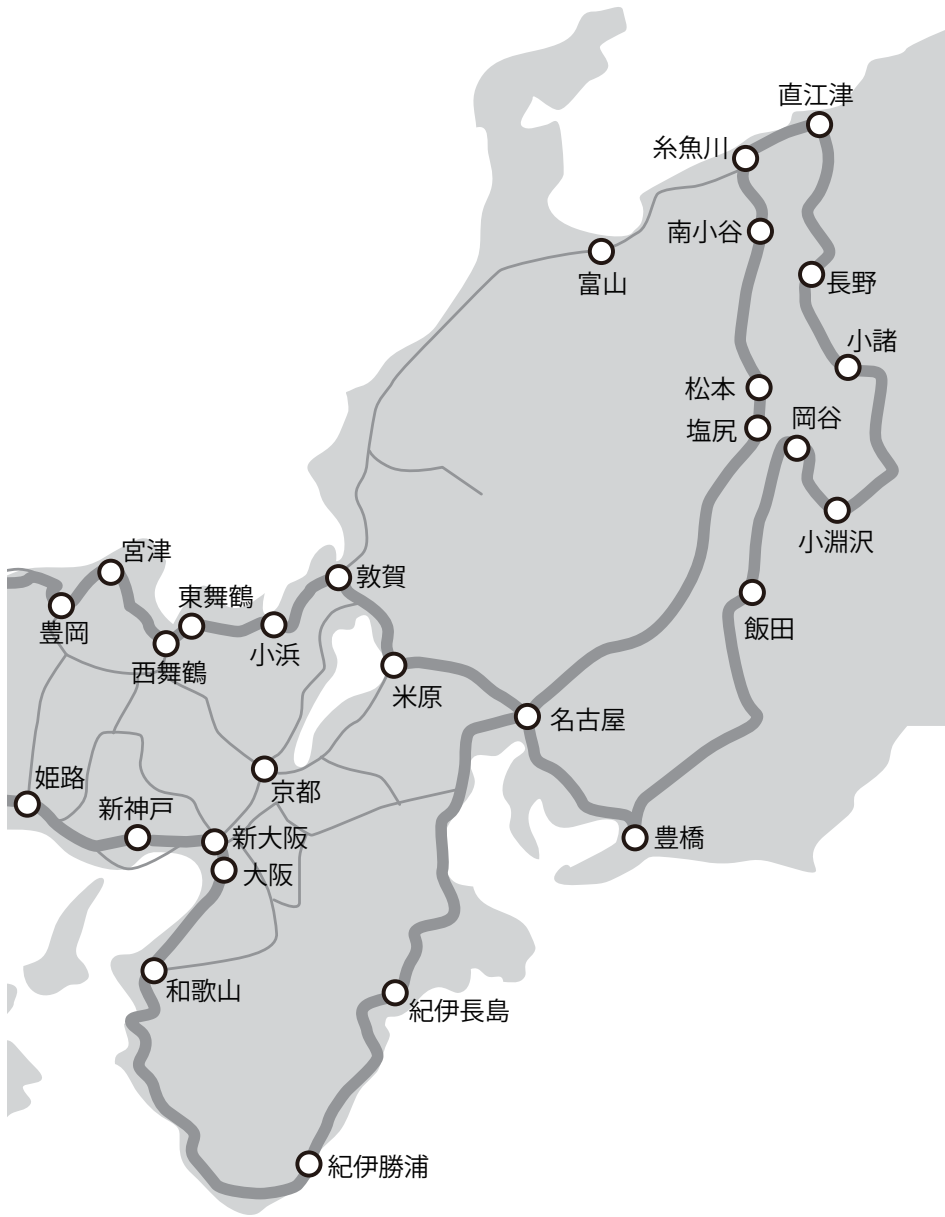 直江津
糸魚川
南小谷
富山
長野
小諸
松本
岡谷
塩尻
小淵沢
宮津
敦賀
東舞鶴
豊岡
飯田
小浜
西舞鶴
米原
名古屋
姫路
京都
新神戸
新大阪
豊橋
大阪
和歌山
紀伊長島
紀伊勝浦